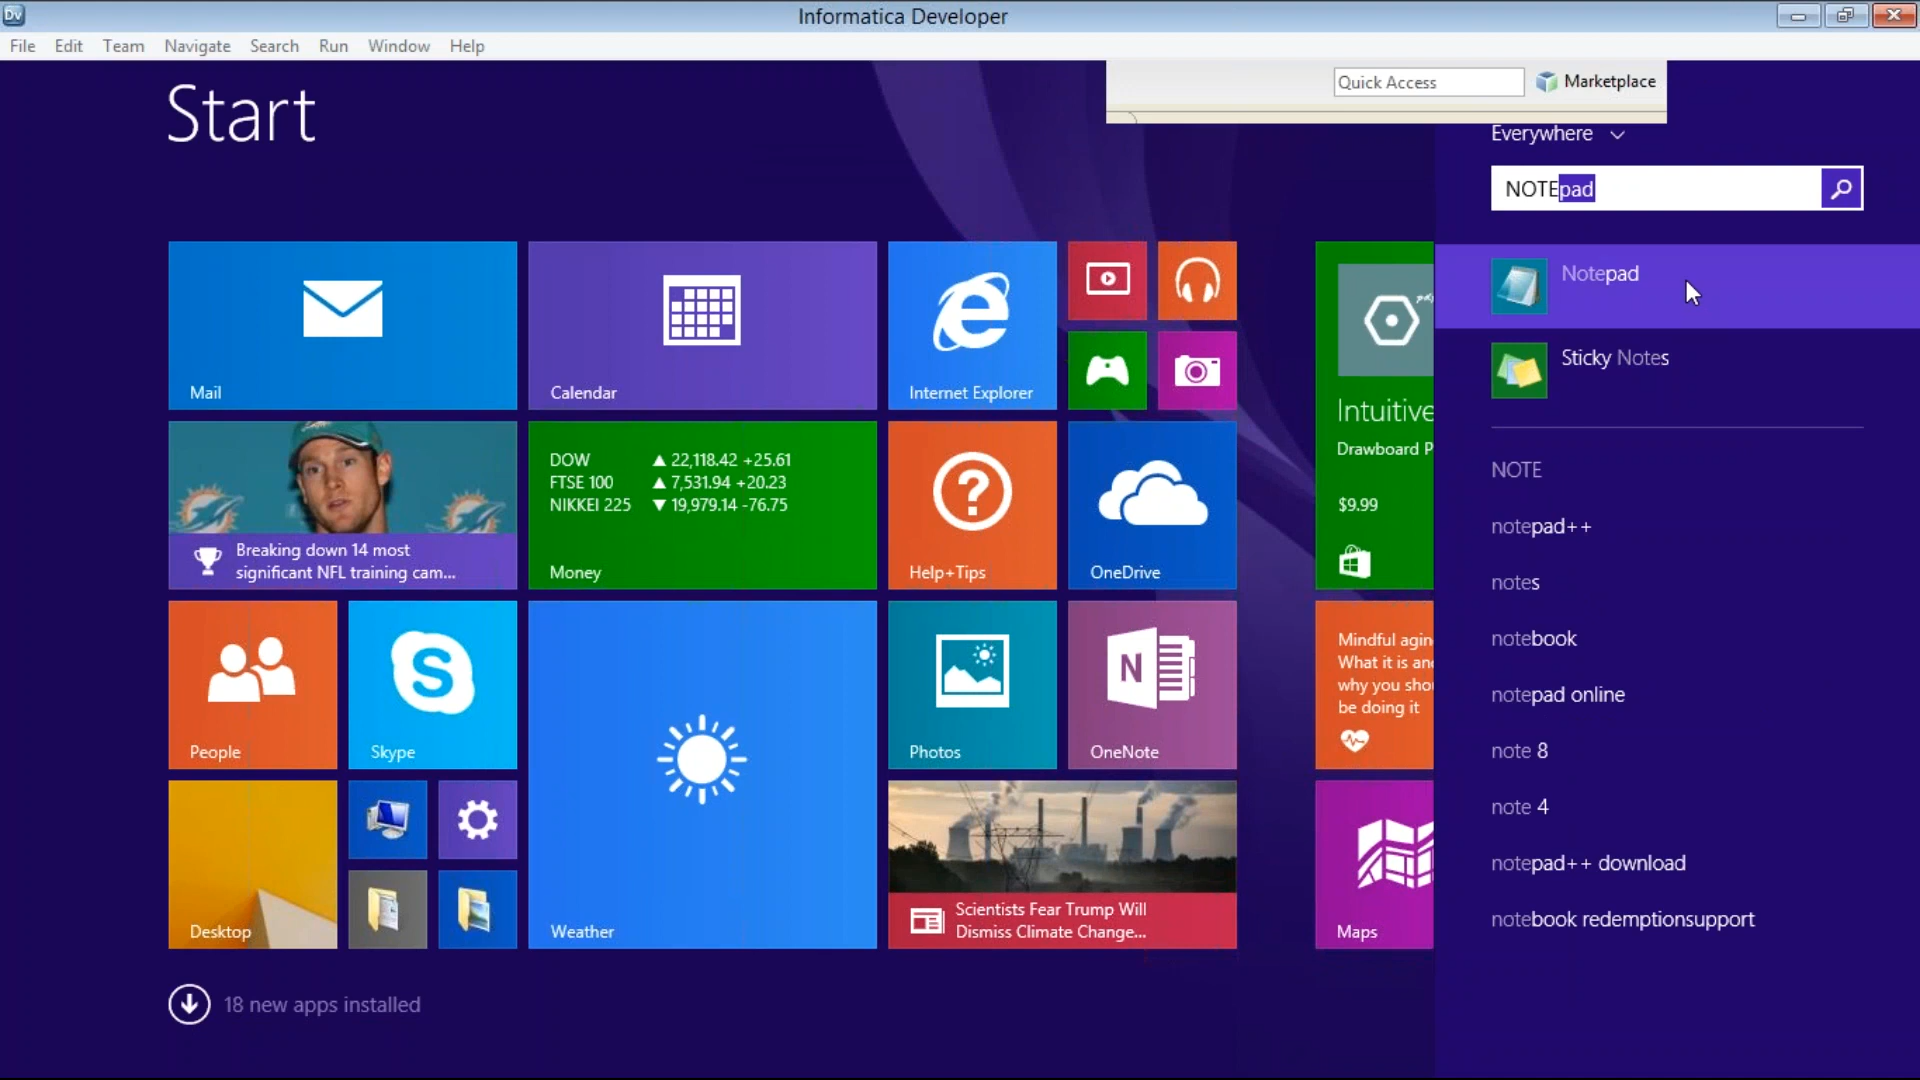 Dv
Informatica Developer
File Edit Team Navigate Search Run Window Help
Quick Access
Marketplace
Start
Everywhere
NOTEpad
Notepad
Sticky Notes
NOTE
notepad++
notes
notebook
notepad online
note 8
note 4
notepad++ download
notebook redemptionsupport
Mail
Calendar
Internet Explorer
Breaking down 14 most
significant NFL training cam...
DOW ▲ 22,118.42 +25.61
FTSE 100 ▲ 7,531.94 +20.23
NIKKEI 225 ▼ 19,979.14 -76.75
Money
Help+Tips
OneDrive
Intuitive
Drawboard P
$9.99
People
Skype
S
Weather
Photos
N
OneNote
Mindful agin
What it is an
why you shou
be doing it
Desktop
Scientists Fear Trump Will
Dismiss Climate Change...
Maps
18 new apps installed